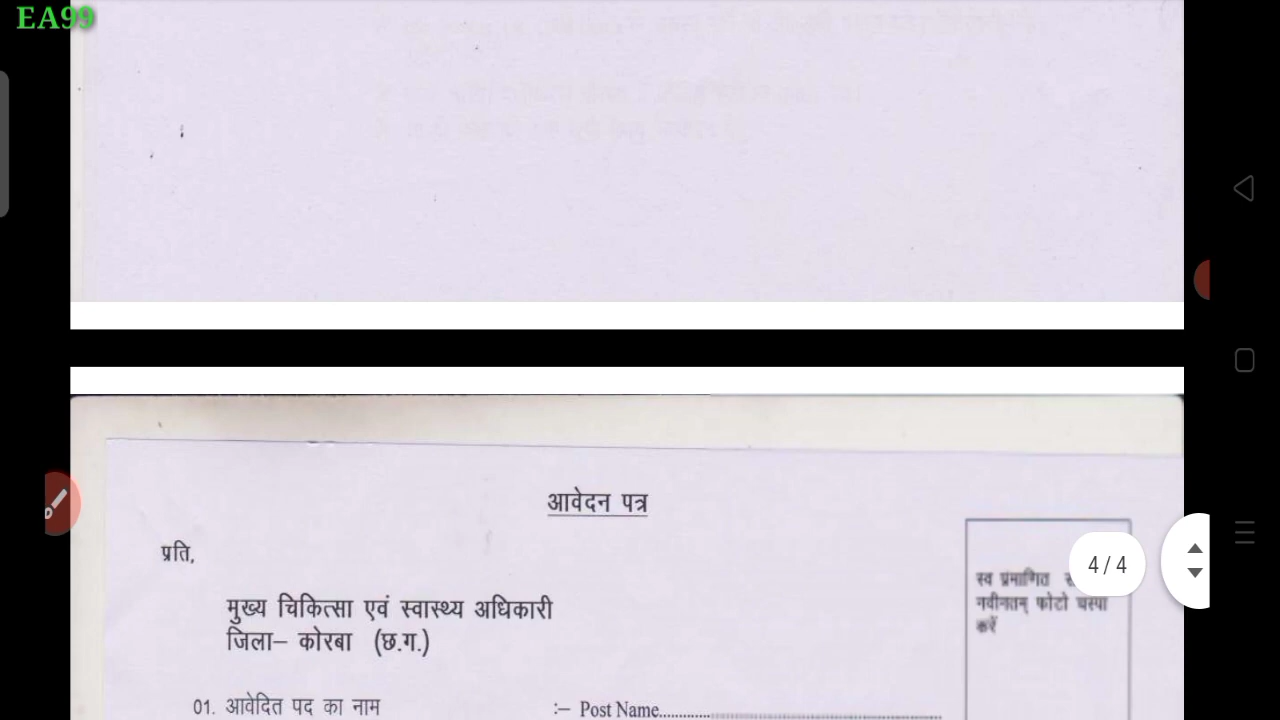 EA99
आवेदन पत्र
प्रति,
मुख्य चिकित्सा एवं स्वास्थ्य अधिकारी
जिला– कोरबा (छ.ग.)
स्व प्रमाणित
नवीनतन् फोटो चस्पा
करें
4 / 4
01. आवेदित पद का नाम :– Post Name